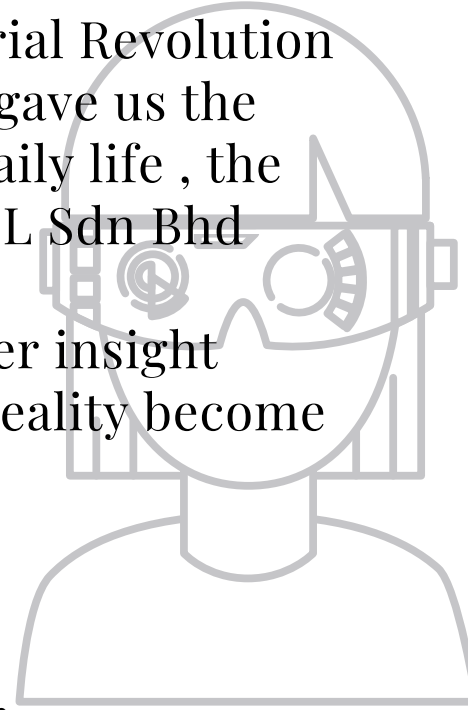 rial Revolution
gave us the
aily life , the
L Sdn Bhd
er insight
eality become